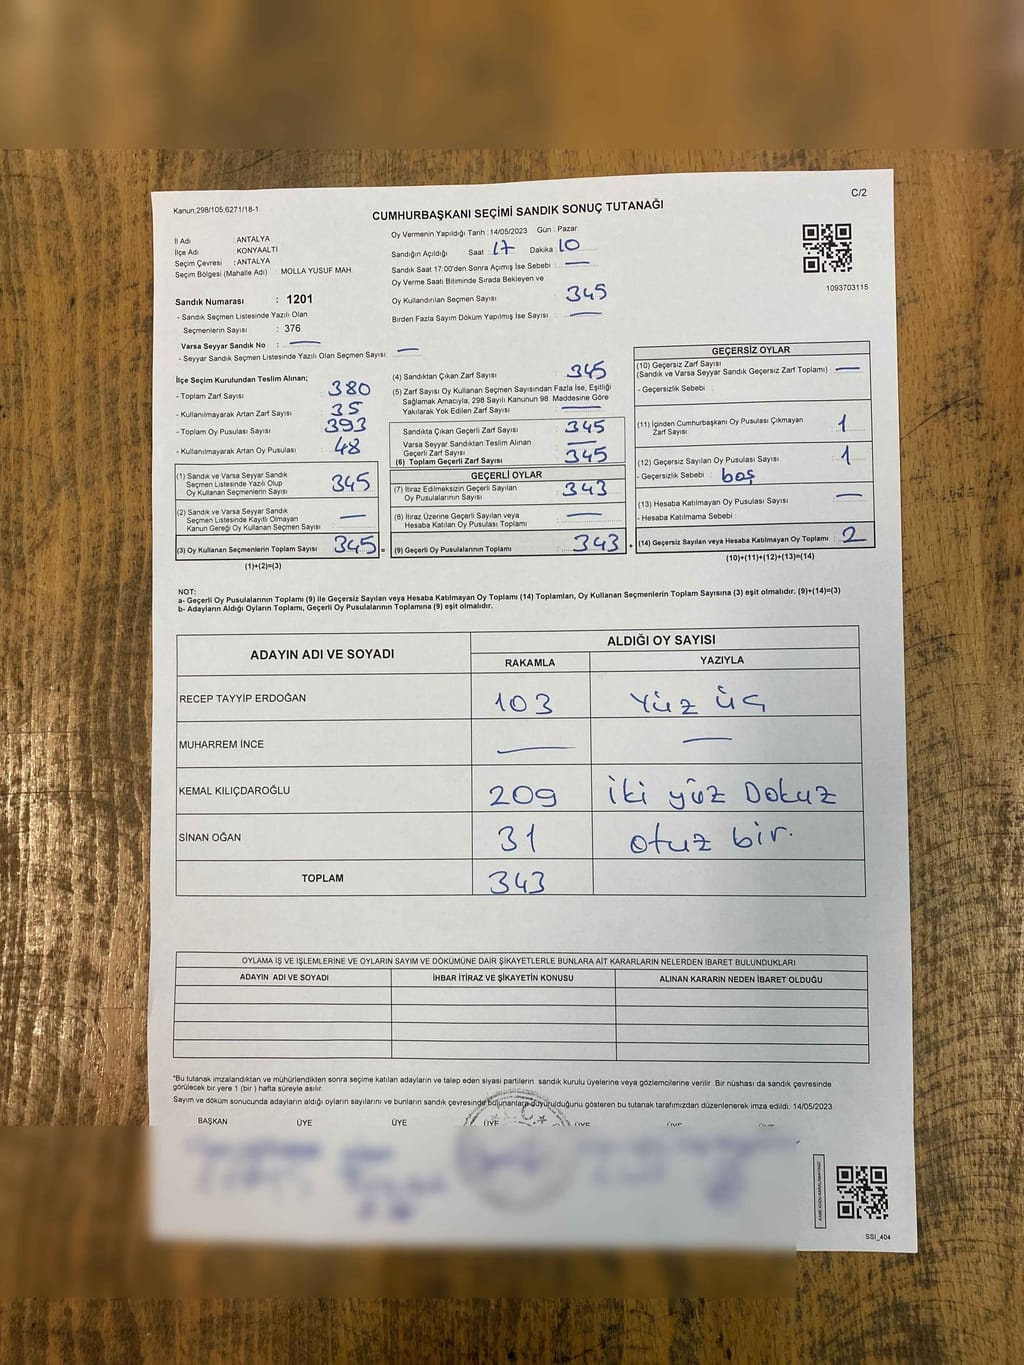 Kanun,298/105,6271/18-1
C/2
CUMHURBAŞKANI SEÇİMİ SANDIK SONUÇ TUTANAĞI
İl Adı : ANTALYA
İlçe Adı : KONYAALTI
Seçim Çevresi : ANTALYA
Seçim Bölgesi (Mahalle Adı) MOLLA YUSUF MAH
Sandık Numarası : 1201
- Sandık Seçmen Listesinde Yazılı Olan
Seçmenlerin Sayısı : 376
Varsa Seyyar Sandık No : —
- Seyyar Sandık Seçmen Listesinde Yazılı Olan Seçmen Sayısı: —
Oy Vermenin Yapıldığı Tarih : 14/05/2023 Gün : Pazar
Sandığın Açıldığı Saat : 17 Dakika : 10
Sandık Saat 17:00'den Sonra Açımış İse Sebebi : —
Oy Verme Saati Bitiminde Sırada Bekleyen ve
Oy Kullandırılan Seçmen Sayısı : 345
Birden Fazla Sayım Döküm Yapılmış İse Sayısı : —
1093703115
İlçe Seçim Kurulundan Teslim Alınan;
- Toplam Zarf Sayısı : 380
- Kullanılmayarak Artan Zarf Sayısı : 35
- Toplam Oy Pusulası Sayısı : 393
- Kullanılmayarak Artan Oy Pusulası : 48
(1) Sandık ve Varsa Seyyar Sandık
Seçmen Listesinde Yazılı Olup
Oy Kullanan Seçmenlerin Sayısı : 345
(2) Sandık ve Varsa Seyyar Sandık
Seçmen Listesinde Kayıtlı Olmayan
Kanun Gereği Oy Kullanan Seçmen Sayısı : —
(3) Oy Kullanan Seçmenlerin Toplam Sayısı : 345 =
(1)+(2)=(3)
(4) Sandıktan Çıkan Zarf Sayısı : 345
(5) Zarf Sayısı Oy Kullanan Seçmen Sayısından Fazla İse, Eşitliği
Sağlamak Amacıyla, 298 Sayılı Kanunun 98. Maddesine Göre
Yakılarak Yok Edilen Zarf Sayısı : —
Sandıkta Çıkan Geçerli Zarf Sayısı : 345
Varsa Seyyar Sandıktan Teslim Alınan
Geçerli Zarf Sayısı : —
(6) Toplam Geçerli Zarf Sayısı : 345
GEÇERLİ OYLAR
(7) İtiraz Edilmeksizin Geçerli Sayılan
Oy Pusulalarının Sayısı : 343
(8) İtiraz Üzerine Geçerli Sayılan veya
Hesaba Katılan Oy Pusulası Toplamı : —
(9) Geçerli Oy Pusulalarının Toplamı : 343 +
GEÇERSİZ OYLAR
(10) Geçersiz Zarf Sayısı
(Sandık ve Varsa Seyyar Sandık Geçersiz Zarf Toplamı) : —
- Geçersizlik Sebebi :
(11) İçinden Cumhurbaşkanı Oy Pusulası Çıkmayan
Zarf Sayısı : 1
(12) Geçersiz Sayılan Oy Pusulası Sayısı : 1
- Geçersizlik Sebebi : boş
(13) Hesaba Katılmayan Oy Pusulası Sayısı : —
- Hesaba Katılmama Sebebi :
(14) Geçersiz Sayılan veya Hesaba Katılmayan Oy Toplamı : 2
(10)+(11)+(12)+(13)=(14)
NOT:
a- Geçerli Oy Pusulalarının Toplamı (9) ile Geçersiz Sayılan veya Hesaba Katılmayan Oy Toplamı (14) Toplamları, Oy Kullanan Seçmenlerin Toplam Sayısına (3) eşit olmalıdır. (9)+(14)=(3)
b- Adayların Aldığı Oyların Toplamı, Geçerli Oy Pusulalarının Toplamına (9) eşit olmalıdır.
ADAYIN ADI VE SOYADI ALDIĞI OY SAYISI
RAKAMLA YAZIYLA
RECEP TAYYİP ERDOĞAN 103 Yüz üç
MUHARREM İNCE — —
KEMAL KILIÇDAROĞLU 209 iki yüz Dokuz
SİNAN OĞAN 31 otuz bir.
TOPLAM 343
OYLAMA İŞ VE İŞLEMLERİNE VE OYLARIN SAYIM VE DÖKÜMÜNE DAİR ŞİKAYETLERLE BUNLARA AİT KARARLARIN NELERDEN İBARET BULUNDUKLARI
ADAYIN ADI VE SOYADI İHBAR İTİRAZ VE ŞİKAYETİN KONUSU ALINAN KARARIN NEDEN İBARET OLDUĞU
*Bu tutanak imzalandıktan ve mühürlendikten sonra seçime katılan adayların ve talep eden siyasi partilerin sandık kurulu üyelerine veya gözlemcilerine verilir. Bir nüshası da sandık çevresinde
görülecek bir yere 1 (bir ) hafta süreyle asılır
Sayım ve döküm sonucunda adayların aldığı oyların sayılarını ve bunların sandık çevresinde bulunanlara duyurulduğunu gösteren bu tutanak tarafımızdan düzenlenerek imza edildi. 14/05/2023
BAŞKAN ÜYE ÜYE ÜYE ÜYE ÜYE ÜYE
SSI_404